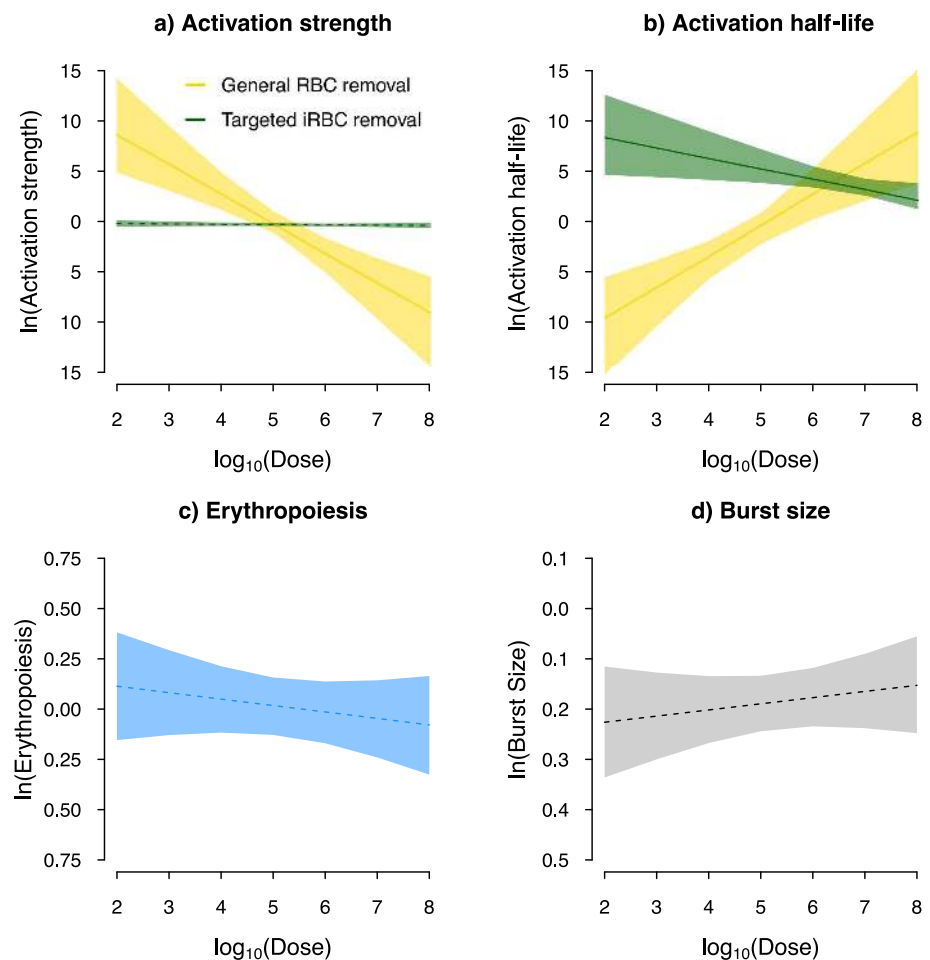 a) Activation strength
ln(Activation strength)
15
10
5
0
5
10
15
General RBC removal
Targeted iRBC removal
2 3 4 5 6 7 8
log10(Dose)
b) Activation half-life
ln(Activation half-life)
15
10
5
0
5
10
15
2 3 4 5 6 7 8
log10(Dose)
c) Erythropoiesis
ln(Erythropoiesis)
0.75
0.50
0.25
0.00
0.25
0.50
0.75
2 3 4 5 6 7 8
log10(Dose)
d) Burst size
ln(Burst Size)
0.1
0.0
0.1
0.2
0.3
0.4
0.5
2 3 4 5 6 7 8
log10(Dose)